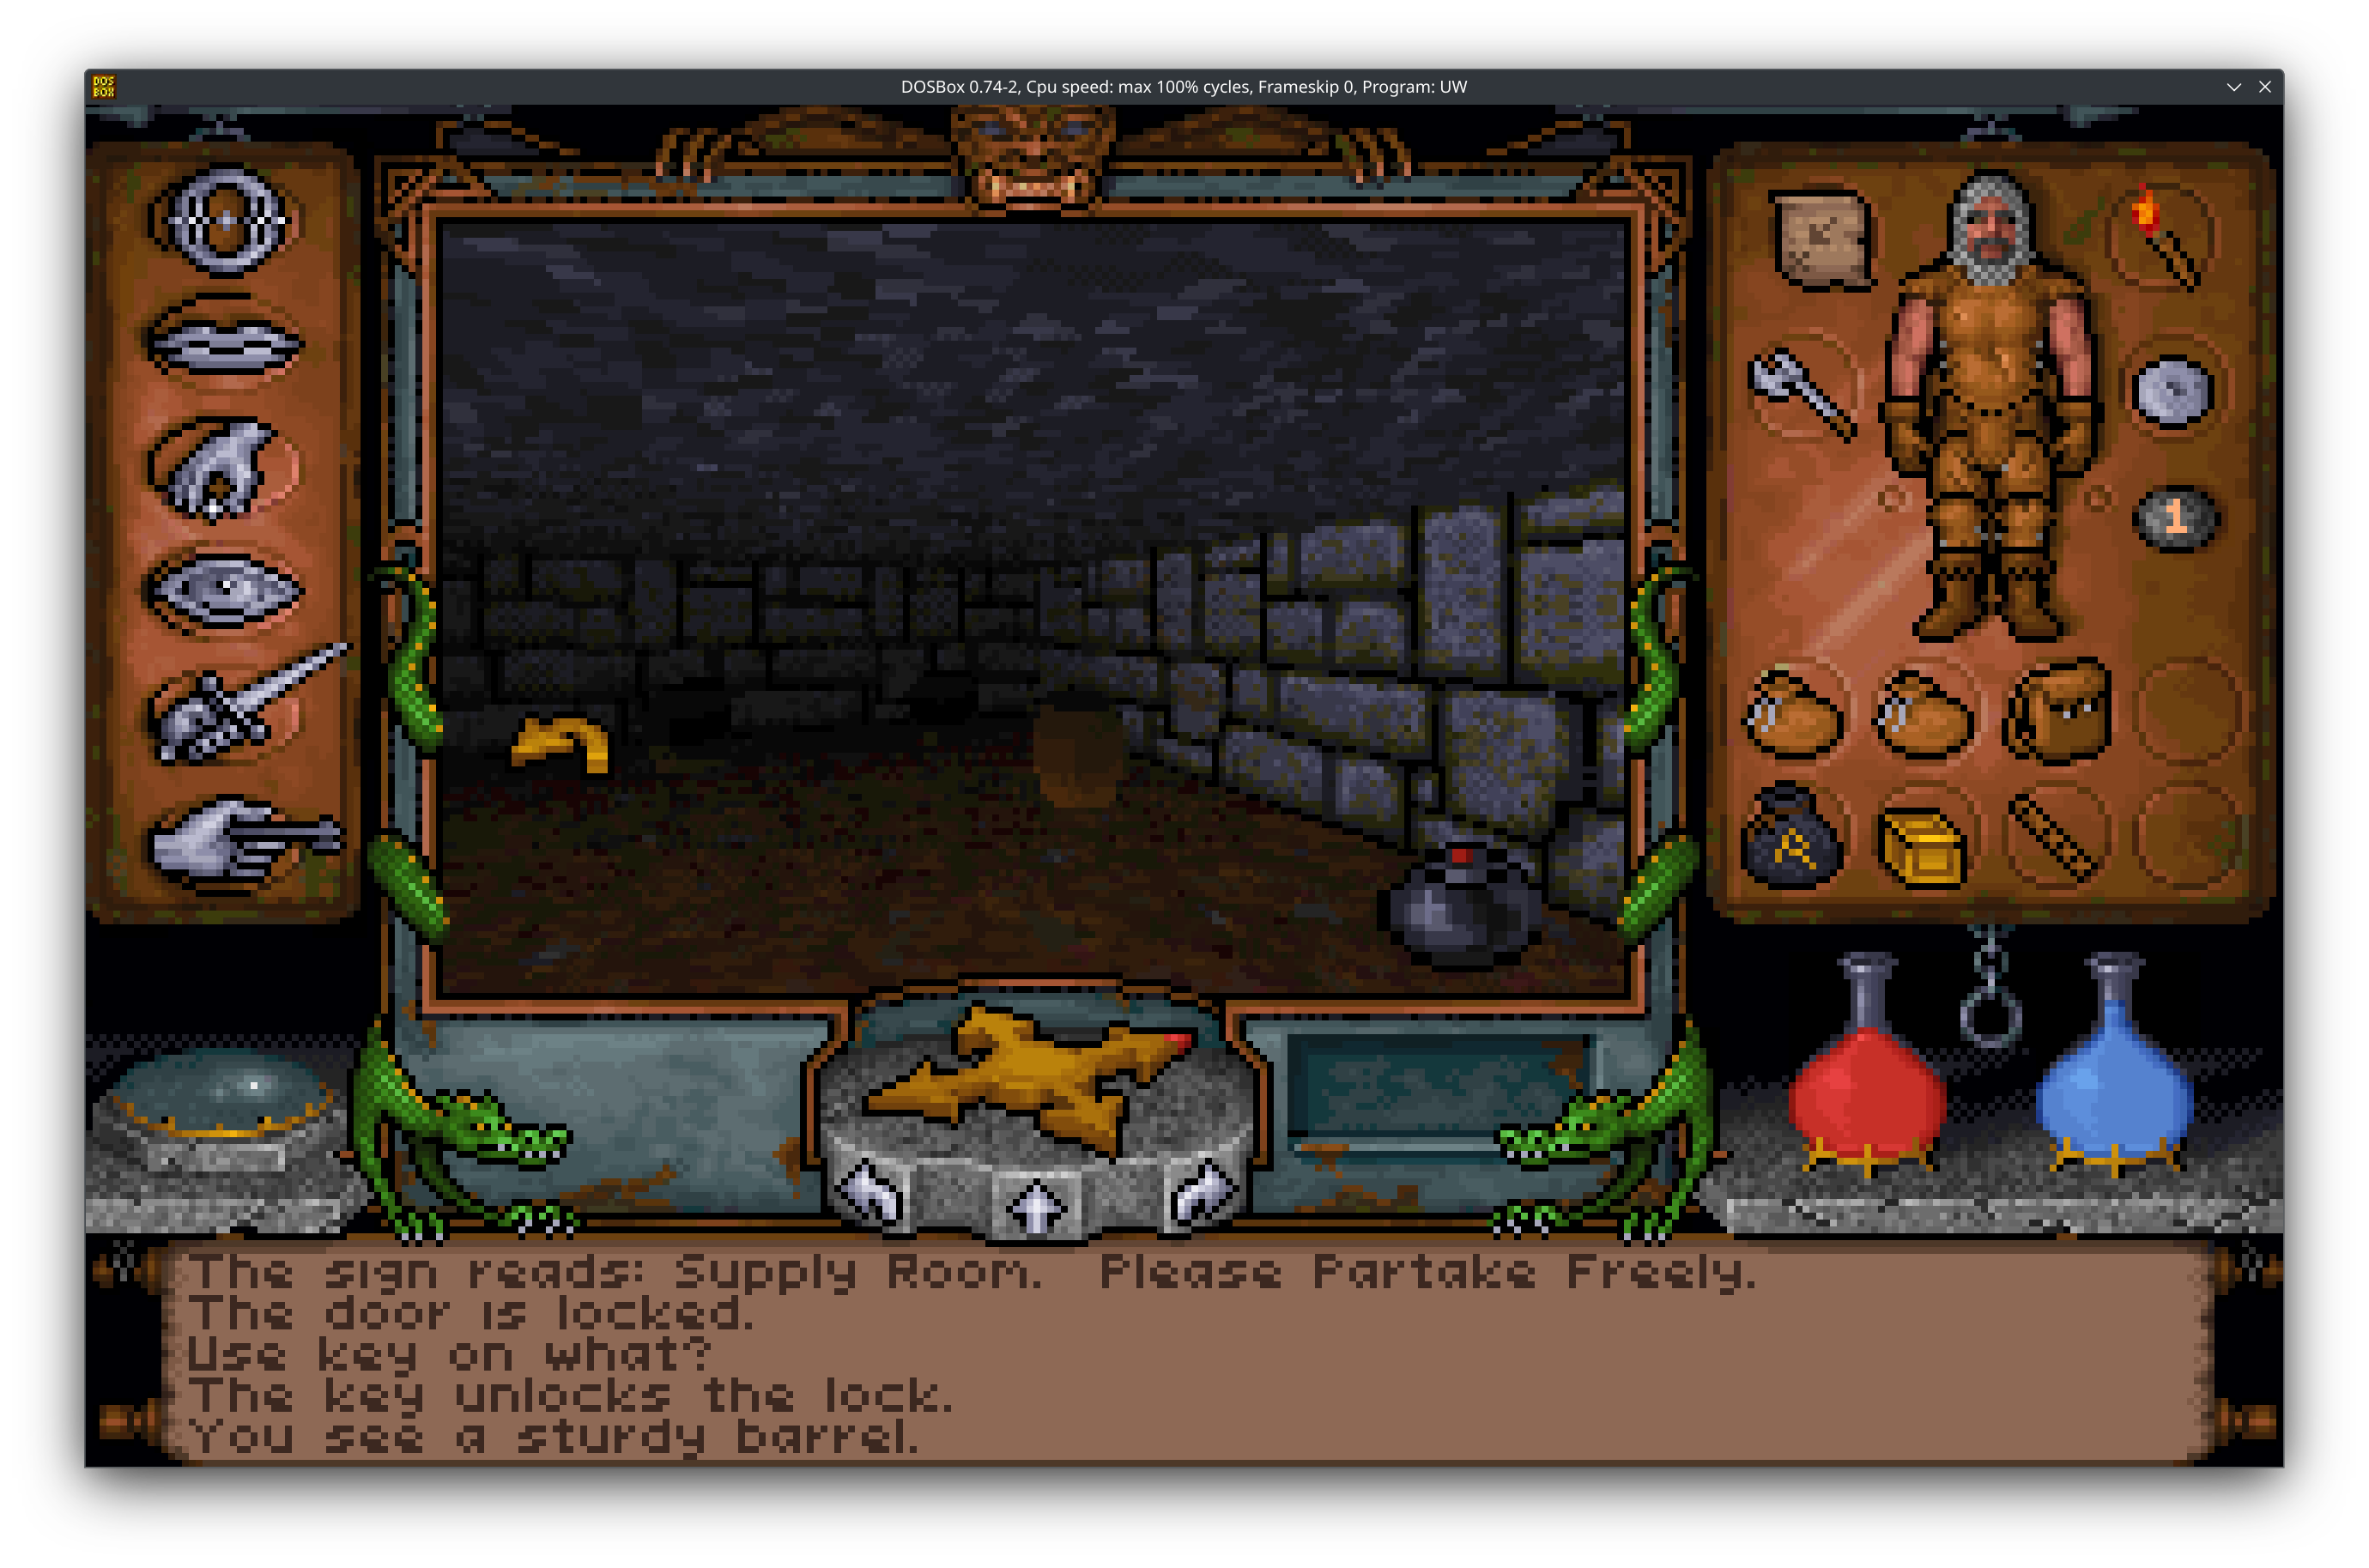 DOS
BOX
DOSBox 0.74-2, Cpu speed: max 100% cycles, Frameskip 0, Program: UW
1
The sign reads: Supply Room.  Please Partake Freely.
The door is locked.
Use key on what?
The key unlocks the lock.
You see a sturdy barrel.